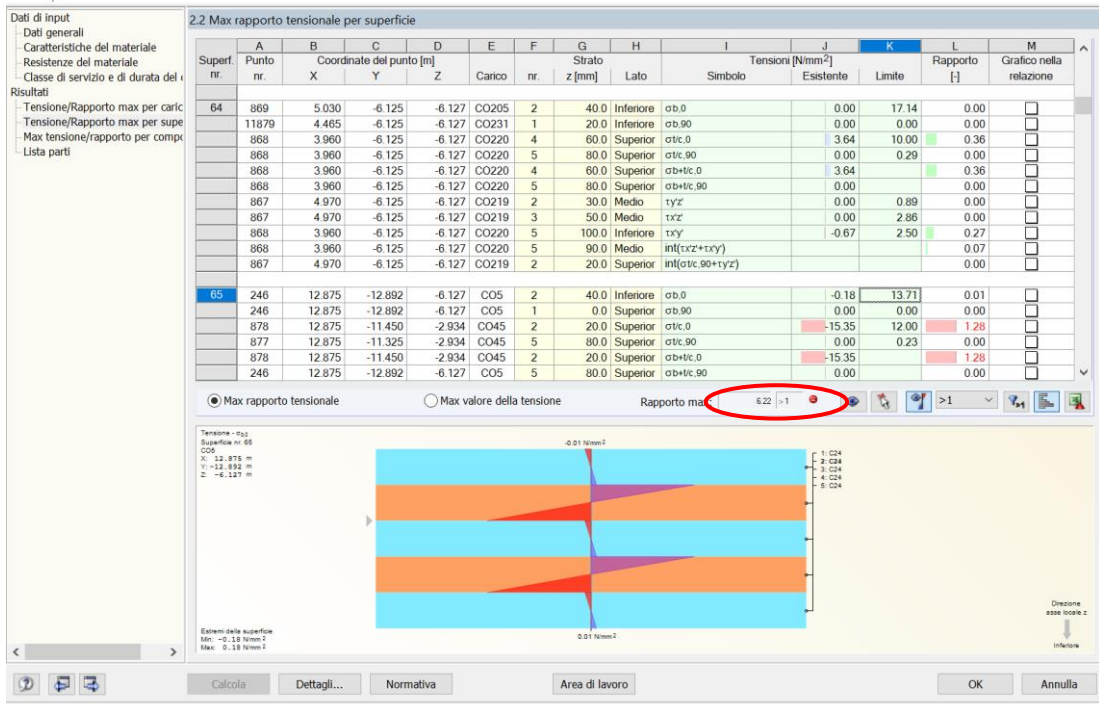 Dati di input
Dati generali
Caratteristiche del materiale
Resistenze del materiale
Classe di servizio e di durata del
Risultati
Tensione/Rapporto max per caric
Tensione/Rapporto max per supe
Max tensione/rapporto per compo
Lista parti
2.2 Max rapporto tensionale per superficie
A B C D E F G H I J K L M
Superf. Punto Coordinate del punto [m] Strato Tensioni [N/mm2] Rapporto Grafico nella
nr. nr. X Y Z Carico nr. z [mm] Lato Simbolo Esistente Limite [-] relazione
64 869 5.030 -6.125 -6.127 CO205 2 40.0 Inferiore σb,0 0.00 17.14 0.00
11879 4.465 -6.125 -6.127 CO231 1 20.0 Inferiore σb,90 0.00 0.00 0.00
868 3.960 -6.125 -6.127 CO220 4 60.0 Superior σt/c,0 3.64 10.00 0.36
868 3.960 -6.125 -6.127 CO220 5 80.0 Superior σt/c,90 0.00 0.29 0.00
868 3.960 -6.125 -6.127 CO220 4 60.0 Superior σb+t/c,0 3.64 0.36
868 3.960 -6.125 -6.127 CO220 5 80.0 Superior σb+t/c,90 0.00 0.00
867 4.970 -6.125 -6.127 CO219 2 30.0 Medio τy'z' 0.00 0.89 0.00
867 4.970 -6.125 -6.127 CO219 3 50.0 Medio τx'z' 0.00 2.86 0.00
868 3.960 -6.125 -6.127 CO220 5 100.0 Inferiore τx'y' -0.67 2.50 0.27
868 3.960 -6.125 -6.127 CO220 5 90.0 Medio int(τx'z'+τx'y') 0.07
867 4.970 -6.125 -6.127 CO219 2 20.0 Superior int(σt/c,90+τy'z') 0.00
65 246 12.875 -12.892 -6.127 CO5 2 40.0 Inferiore σb,0 -0.18 13.71 0.01
246 12.875 -12.892 -6.127 CO5 1 0.0 Superior σb,90 0.00 0.00 0.00
878 12.875 -11.450 -2.934 CO45 2 20.0 Superior σt/c,0 -15.35 12.00 1.28
877 12.875 -11.325 -2.934 CO45 5 80.0 Superior σt/c,90 0.00 0.23 0.00
878 12.875 -11.450 -2.934 CO45 2 20.0 Superior σb+t/c,0 -15.35 1.28
246 12.875 -12.892 -6.127 CO5 5 80.0 Superior σb+t/c,90 0.00 0.00
Max rapporto tensionale Max valore della tensione Rapporto max: 6.22 >1 >1
Tensione - σb,0
Superficie nr. 65
CO5
X: 12.875 m
Y: -12.892 m
Z: -6.127 m
-0.01 N/mm2
1: C24
2: C24
3: C24
4: C24
5: C24
Estremi della superficie
Min: -0.18 N/mm2
Max: 0.18 N/mm2
0.01 N/mm2
Direzione
asse locale z
Inferiore
Calcola Dettagli... Normativa Area di lavoro OK Annulla